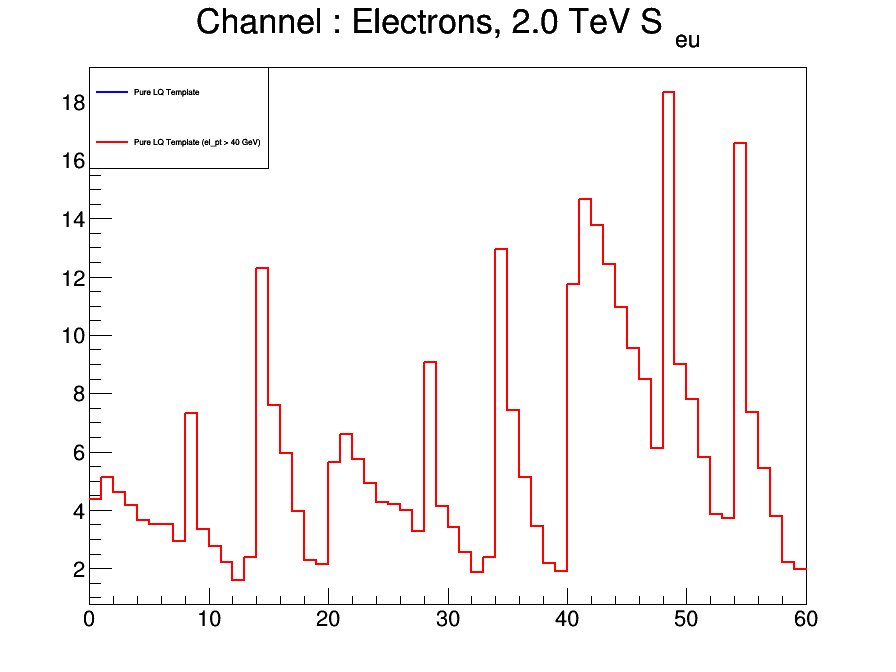 Channel : Electrons, 2.0 TeV S eu
Pure LQ Template
Pure LQ Template (el_pt > 40 GeV)
18
16
14
12
10
8
6
4
2
0 10 20 30 40 50 60